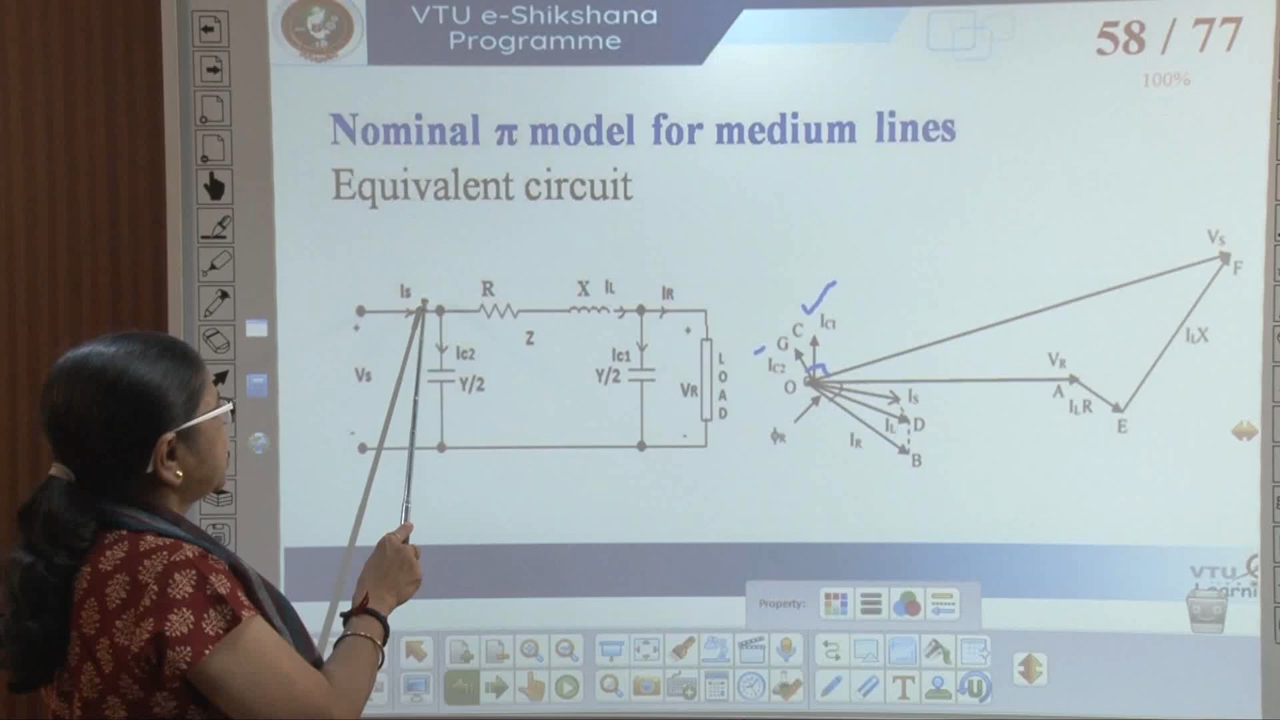 VTU e-Shikshana
Programme
58 / 77
100%
Nominal π model for medium lines
Equivalent circuit
Is
R
X
IL
IR
Z
+
Vs
-
Ic2
Y/2
Ic1
Y/2
+
VR
-
LOAD
C
IC1
G
IC2
O
ΦR
IR
IL
Is
D
B
VR
A
ILR
E
ILX
Vs
F
VTU
Property:
T